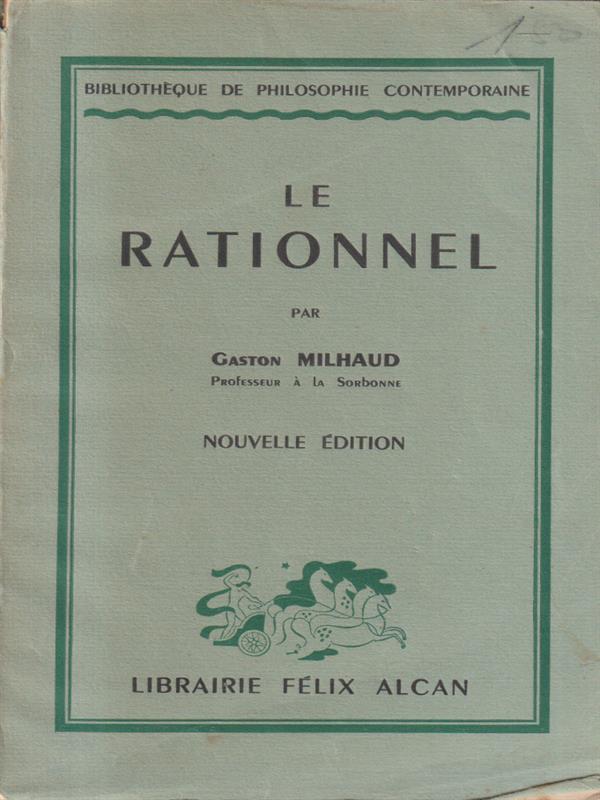 BIBLIOTHÈQUE DE PHILOSOPHIE CONTEMPORAINE
LE
RATIONNEL
PAR
GASTON MILHAUD
PROFESSEUR À LA SORBONNE
NOUVELLE ÉDITION
LIBRAIRIE FÉLIX ALCAN